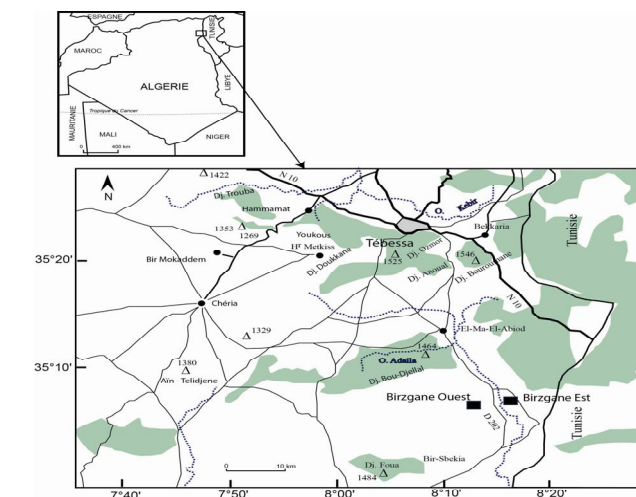 ESPAGNE
TUNISIE
MAROC
ALGERIE
LIBYE
Tropique du Cancer
MAURITANIE
MALI
NIGER
0 400 km
N
1422
N 10
Dj. Trouba
Hammamat
O. Kebir
1353
1269
Youkous
Hr Metkiss
Bekkaria
Tunisie
Tébessa
Dj. Ozmor
35°20'
Bir Mokaddem
Dj. Doukkana
1525
1546
Dj. Anoual
Dj. Bouroumane
N 10
Chéria
1329
El-Ma-El-Abiod
35°10'
1380
Aïn Telidjene
1464
O. Adaila
Dj. Bou-Djellal
Birzgane Ouest
Birzgane Est
D 202
Tunisie
Bir-Sbekia
Dj. Foua
1484
0 10 km
7°40'
7°50'
8°00'
8°10'
8°20'